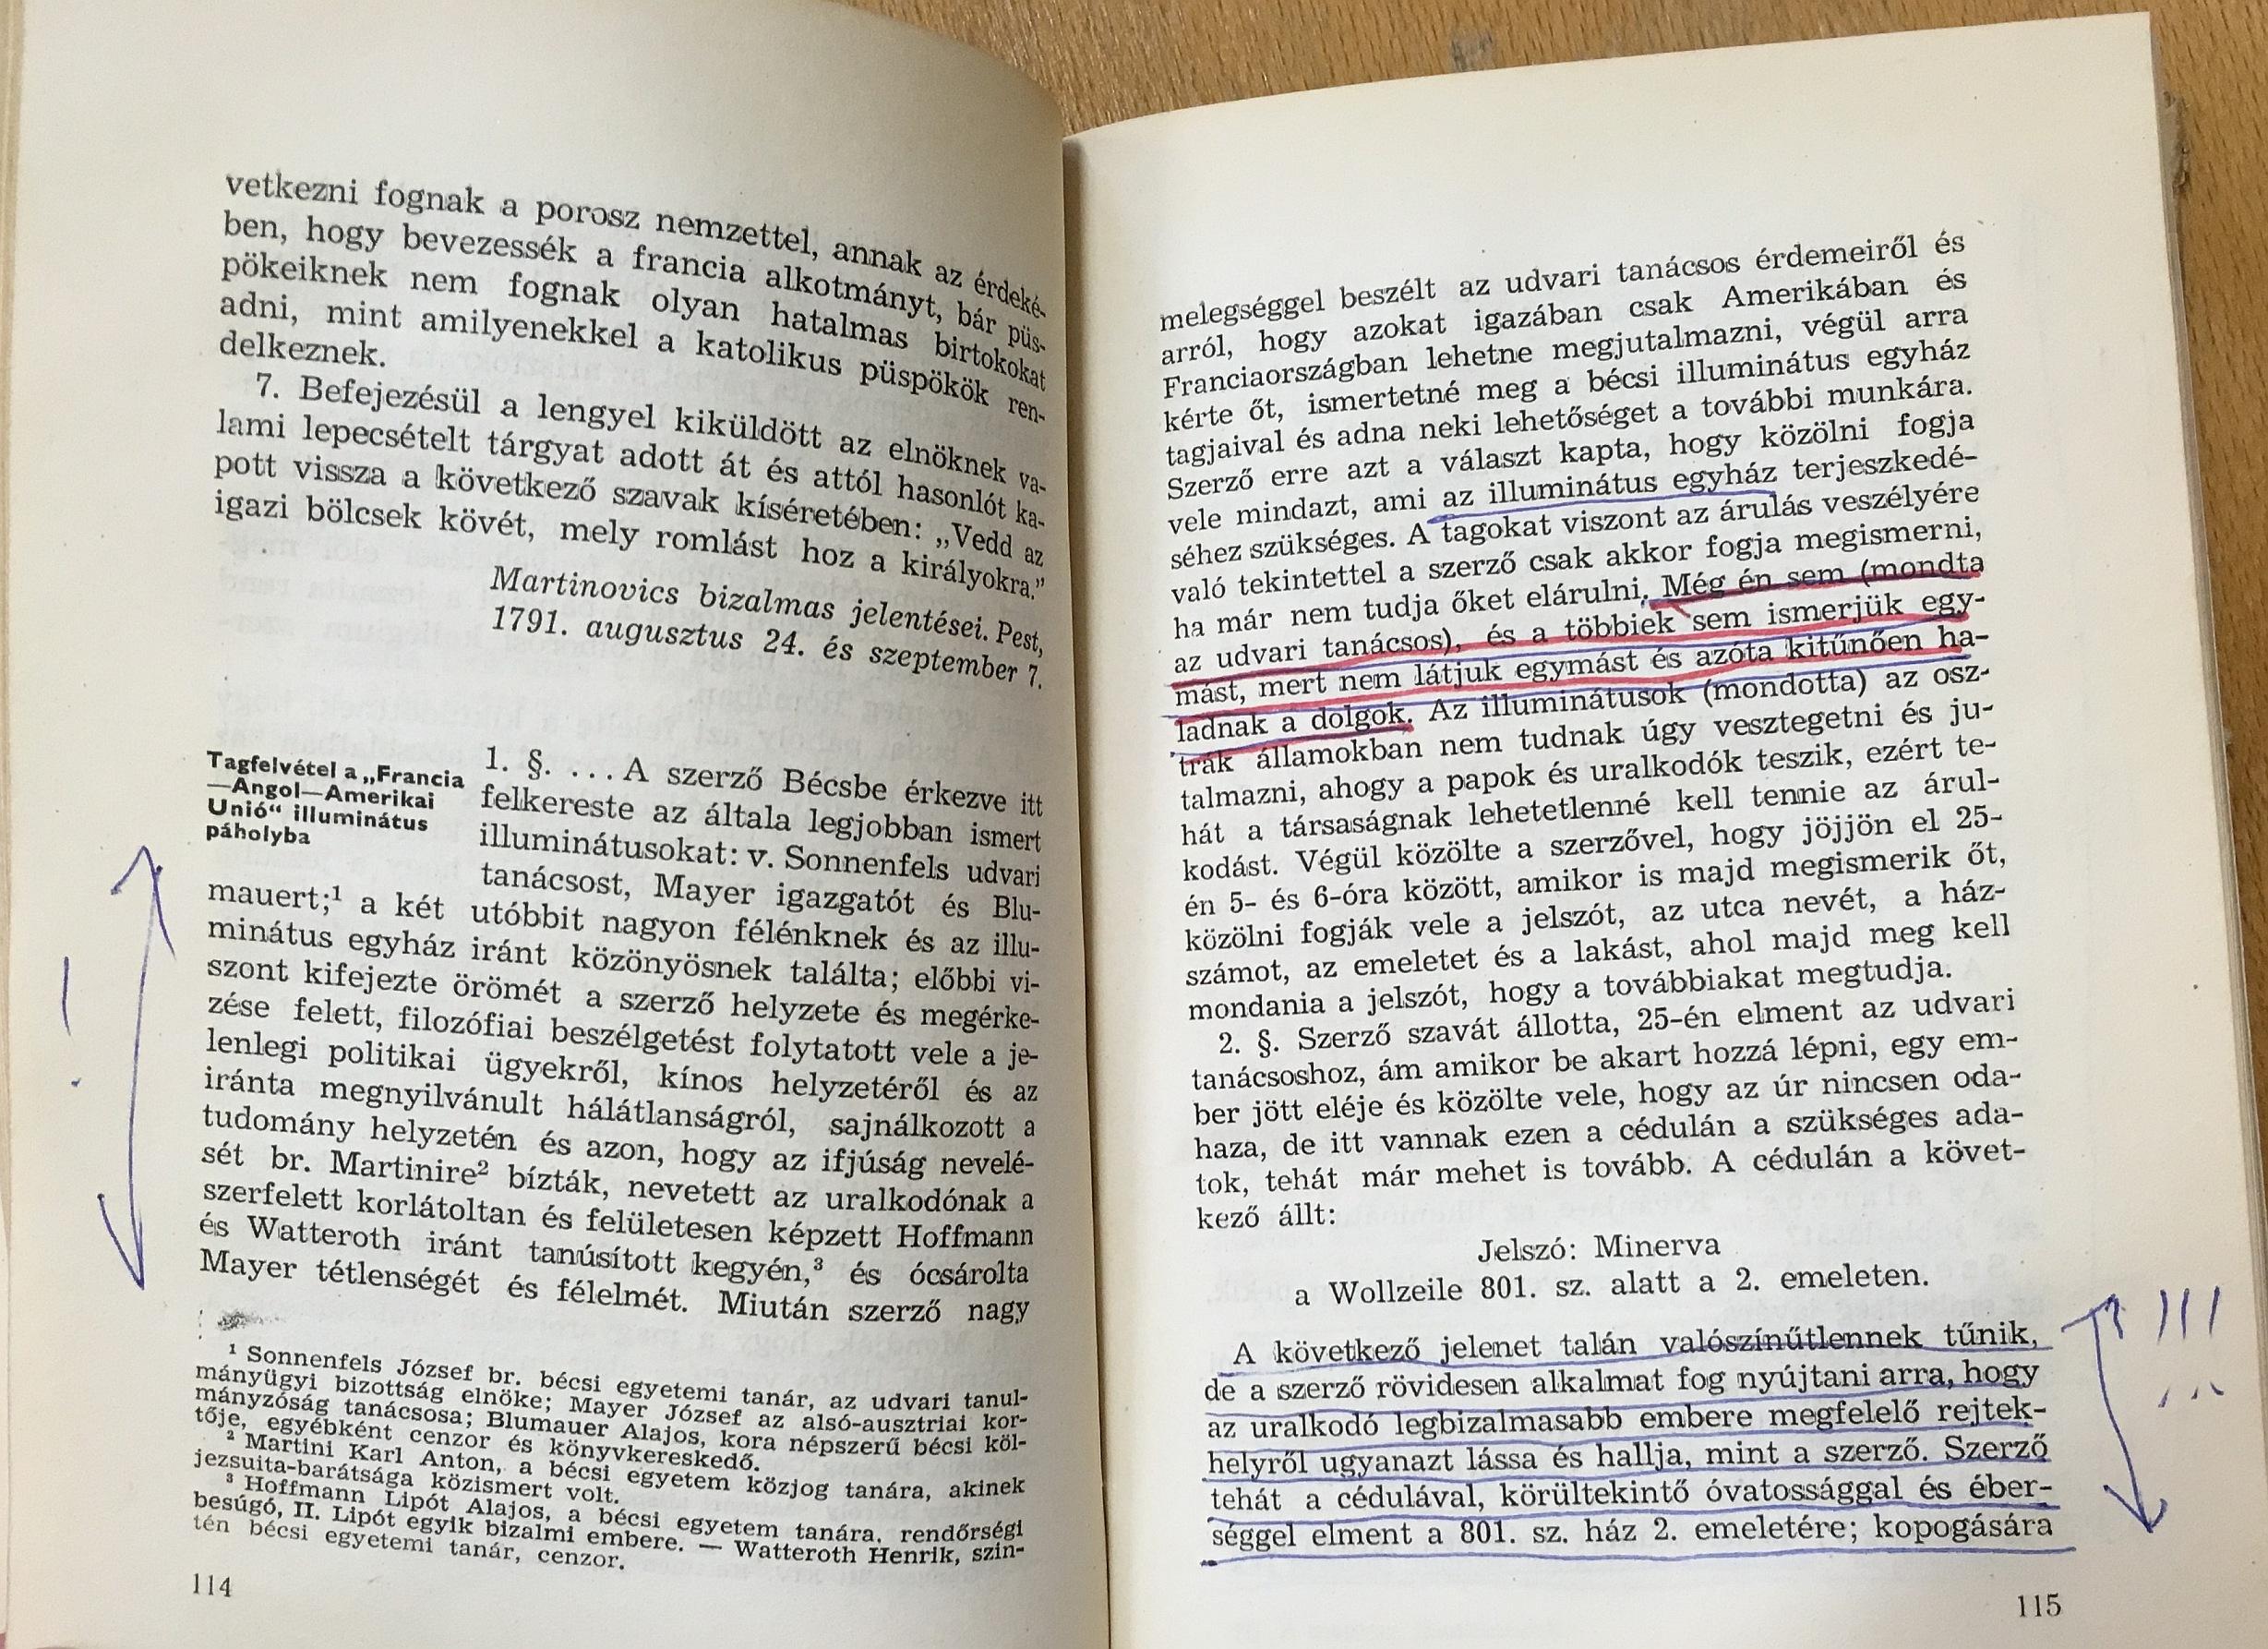 vetkezni fognak a porosz nemzettel, annak az érdeké-
ben, hogy bevezessék a francia alkotmányt, bár püs-
pökeiknek nem fognak olyan hatalmas birtokokat
adni, mint amilyenekkel a katolikus püspökök ren-
delkeznek.
7. Befejezésül a lengyel kiküldött az elnöknek va-
lami lepecsételt tárgyat adott át és attól hasonlót ka-
pott vissza a következő szavak kíséretében: „Vedd az
igazi bölcsek kövét, mely romlást hoz a királyokra.”
Martinovics bizalmas jelentései. Pest,
1791. augusztus 24. és szeptember 7.
Tagfelvétel a „Francia
—Angol—Amerikai
Unió“ illuminátus
páholyba
1. §. ... A szerző Bécsbe érkezve itt
felkereste az általa legjobban ismert
illuminátusokat: v. Sonnenfels udvari
tanácsost, Mayer igazgatót és Blu-
mauert;¹ a két utóbbit nagyon félénknek és az illu-
minátus egyház iránt közönyösnek találta; előbbi vi-
szont kifejezte örömét a szerző helyzete és megérke-
zése felett, filozófiai beszélgetést folytatott vele a je-
lenlegi politikai ügyekről, kínos helyzetéről és az
iránta megnyilvánult hálátlanságról, sajnálkozott a
tudomány helyzetén és azon, hogy az ifjúság nevelé-
sét br. Martinire² bízták, nevetett az uralkodónak a
szerfelett korlátoltan és felületesen képzett Hoffmann
és Watteroth iránt tanúsított kegyén,³ és ócsárolta
Mayer tétlenségét és félelmét. Miután szerző nagy
¹ Sonnenfels József br. bécsi egyetemi tanár, az udvari tanul-
mányügyi bizottság elnöke; Mayer József az alsó-ausztriai kor-
mányzóság tanácsosa; Blumauer Alajos, kora népszerű bécsi köl-
tője, egyébként cenzor és könyvkereskedő.
² Martini Karl Anton, a bécsi egyetem közjog tanára, akinek
jezsuita-barátsága közismert volt.
³ Hoffmann Lipót Alajos, a bécsi egyetem tanára, rendőrségi
besúgó, II. Lipót egyik bizalmi embere. — Watteroth Henrik, szin-
tén bécsi egyetemi tanár, cenzor.
114
melegséggel beszélt az udvari tanácsos érdemeiről és
arról, hogy azokat igazában csak Amerikában és
Franciaországban lehetne megjutalmazni, végül arra
kérte őt, ismertetné meg a bécsi illuminátus egyház
tagjaival és adna neki lehetőséget a további munkára.
Szerző erre azt a választ kapta, hogy közölni fogja
vele mindazt, ami az illuminátus egyház terjeszkedé-
séhez szükséges. A tagokat viszont az árulás veszélyére
való tekintettel a szerző csak akkor fogja megismerni,
ha már nem tudja őket elárulni. Még én sem (mondta
az udvari tanácsos), és a többiek sem ismerjük egy-
mást, mert nem látjuk egymást és azóta kitűnően ha-
ladnak a dolgok. Az illuminátusok (mondotta) az osz-
trák államokban nem tudnak úgy vesztegetni és ju-
talmazni, ahogy a papok és uralkodók teszik, ezért te-
hát a társaságnak lehetetlenné kell tennie az árul-
kodást. Végül közölte a szerzővel, hogy jöjjön el 25-
én 5- és 6-óra között, amikor is majd megismerik őt,
közölni fogják vele a jelszót, az utca nevét, a ház-
számot, az emeletet és a lakást, ahol majd meg kell
mondania a jelszót, hogy a továbbiakat megtudja.
2. §. Szerző szavát állotta, 25-én elment az udvari
tanácsoshoz, ám amikor be akart hozzá lépni, egy em-
ber jött eléje és közölte vele, hogy az úr nincsen oda-
haza, de itt vannak ezen a cédulán a szükséges ada-
tok, tehát már mehet is tovább. A cédulán a követ-
kező állt:
Jelszó: Minerva
a Wollzeile 801. sz. alatt a 2. emeleten.
A következő jelenet talán valószínűtlennek tűnik,
de a szerző rövidesen alkalmat fog nyújtani arra, hogy
az uralkodó legbizalmasabb embere megfelelő rejtek-
helyről ugyanazt lássa és hallja, mint a szerző. Szerző
tehát a cédulával, körültekintő óvatossággal és éber-
séggel elment a 801. sz. ház 2. emeletére; kopogására
115
!
!!!